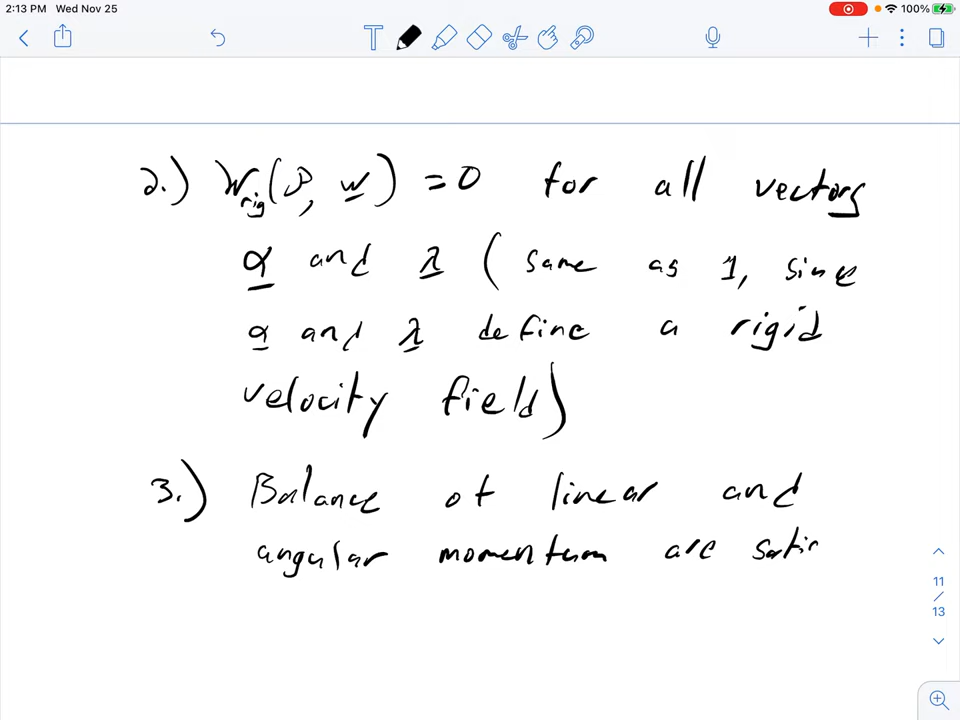 2:13 PM Wed Nov 25 100%
2.) W_rig(P, w) = 0 for all vectors
α and λ (same as 1, since
α and λ define a rigid
velocity field)
3.) Balance of linear and
angular momentum are satis
11
/
13